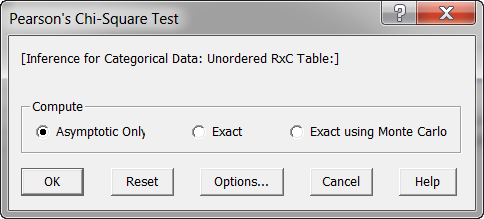 Pearson's Chi-Square Test
[Inference for Categorical Data: Unordered RxC Table:]
Compute
Asymptotic Only Exact Exact using Monte Carlo
OK Reset Options... Cancel Help